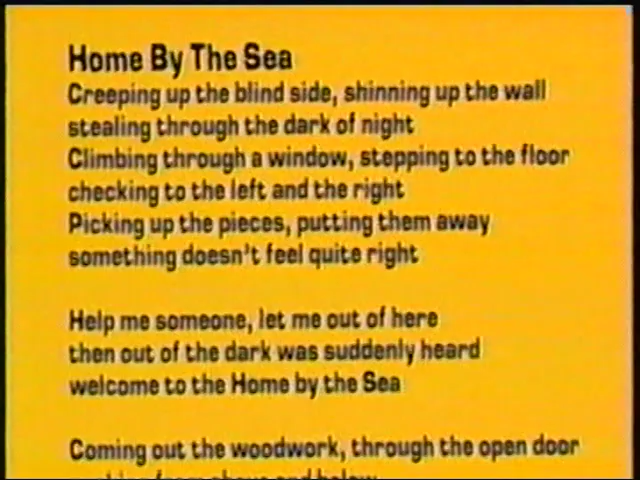 Home By The Sea
Creeping up the blind side, shinning up the wall
stealing through the dark of night
Climbing through a window, stepping to the floor
checking to the left and the right
Picking up the pieces, putting them away
something doesn't feel quite right
Help me someone, let me out of here
then out of the dark was suddenly heard
welcome to the Home by the Sea
Coming out the woodwork, through the open door
from above and below